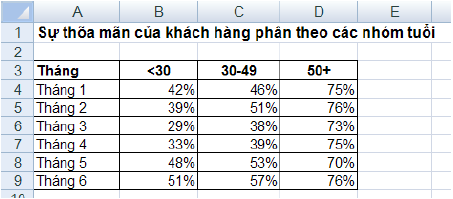 A B C D E
1 Sự thõa mãn của khách hàng phân theo các nhóm tuổi
2
3 Tháng <30 30-49 50+
4 Tháng 1 42% 46% 75%
5 Tháng 2 39% 51% 76%
6 Tháng 3 29% 38% 73%
7 Tháng 4 33% 39% 75%
8 Tháng 5 48% 53% 70%
9 Tháng 6 51% 57% 76%